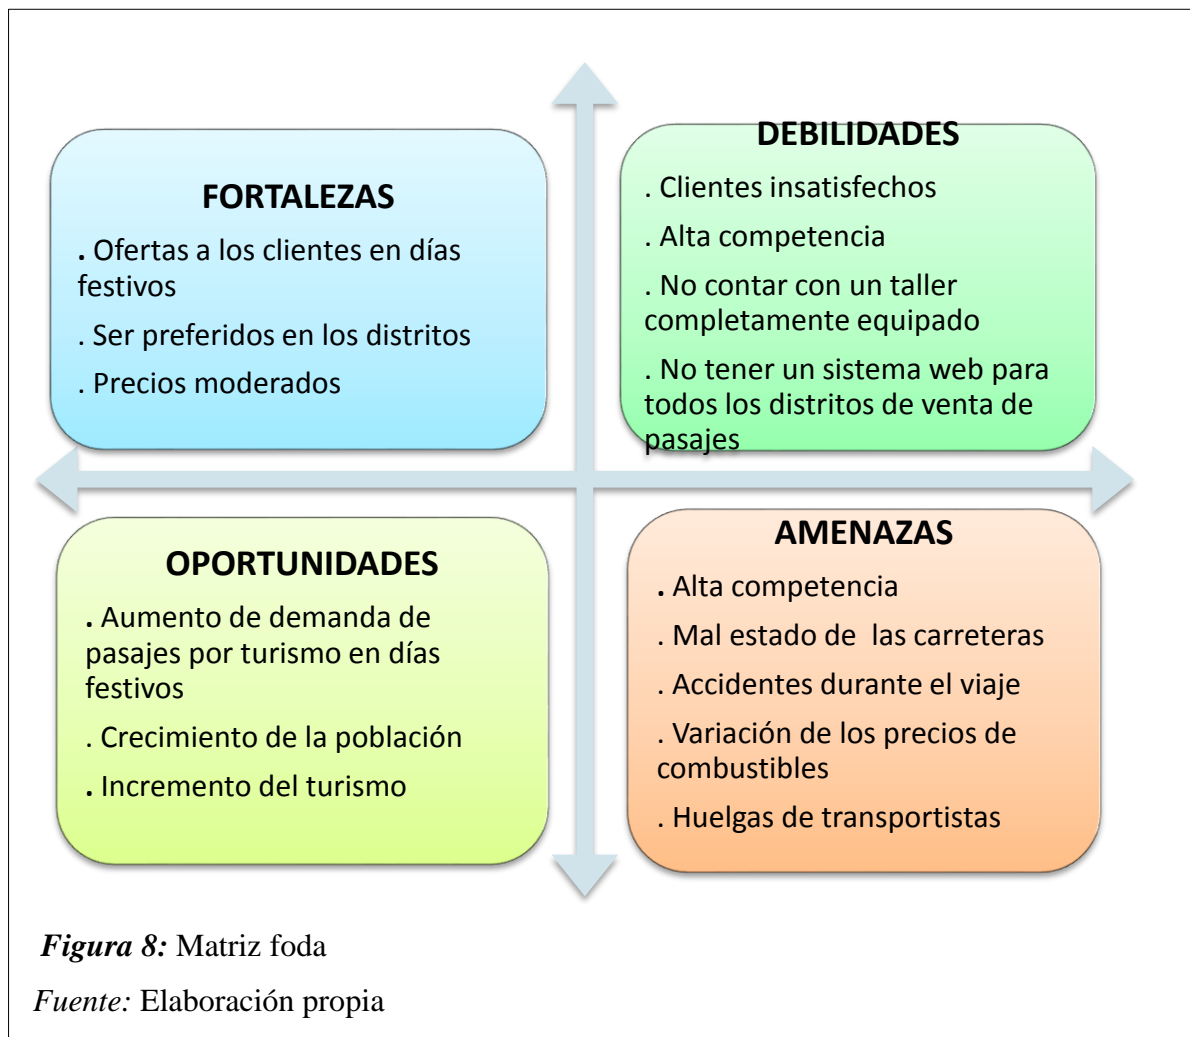 FORTALEZAS
. Ofertas a los clientes en días
festivos
. Ser preferidos en los distritos
. Precios moderados
DEBILIDADES
. Clientes insatisfechos
. Alta competencia
. No contar con un taller
completamente equipado
. No tener un sistema web para
todos los distritos de venta de
pasajes
OPORTUNIDADES
. Aumento de demanda de
pasajes por turismo en días
festivos
. Crecimiento de la población
. Incremento del turismo
AMENAZAS
. Alta competencia
. Mal estado de  las carreteras
. Accidentes durante el viaje
. Variación de los precios de
combustibles
. Huelgas de transportistas
Figura 8: Matriz foda
Fuente: Elaboración propia